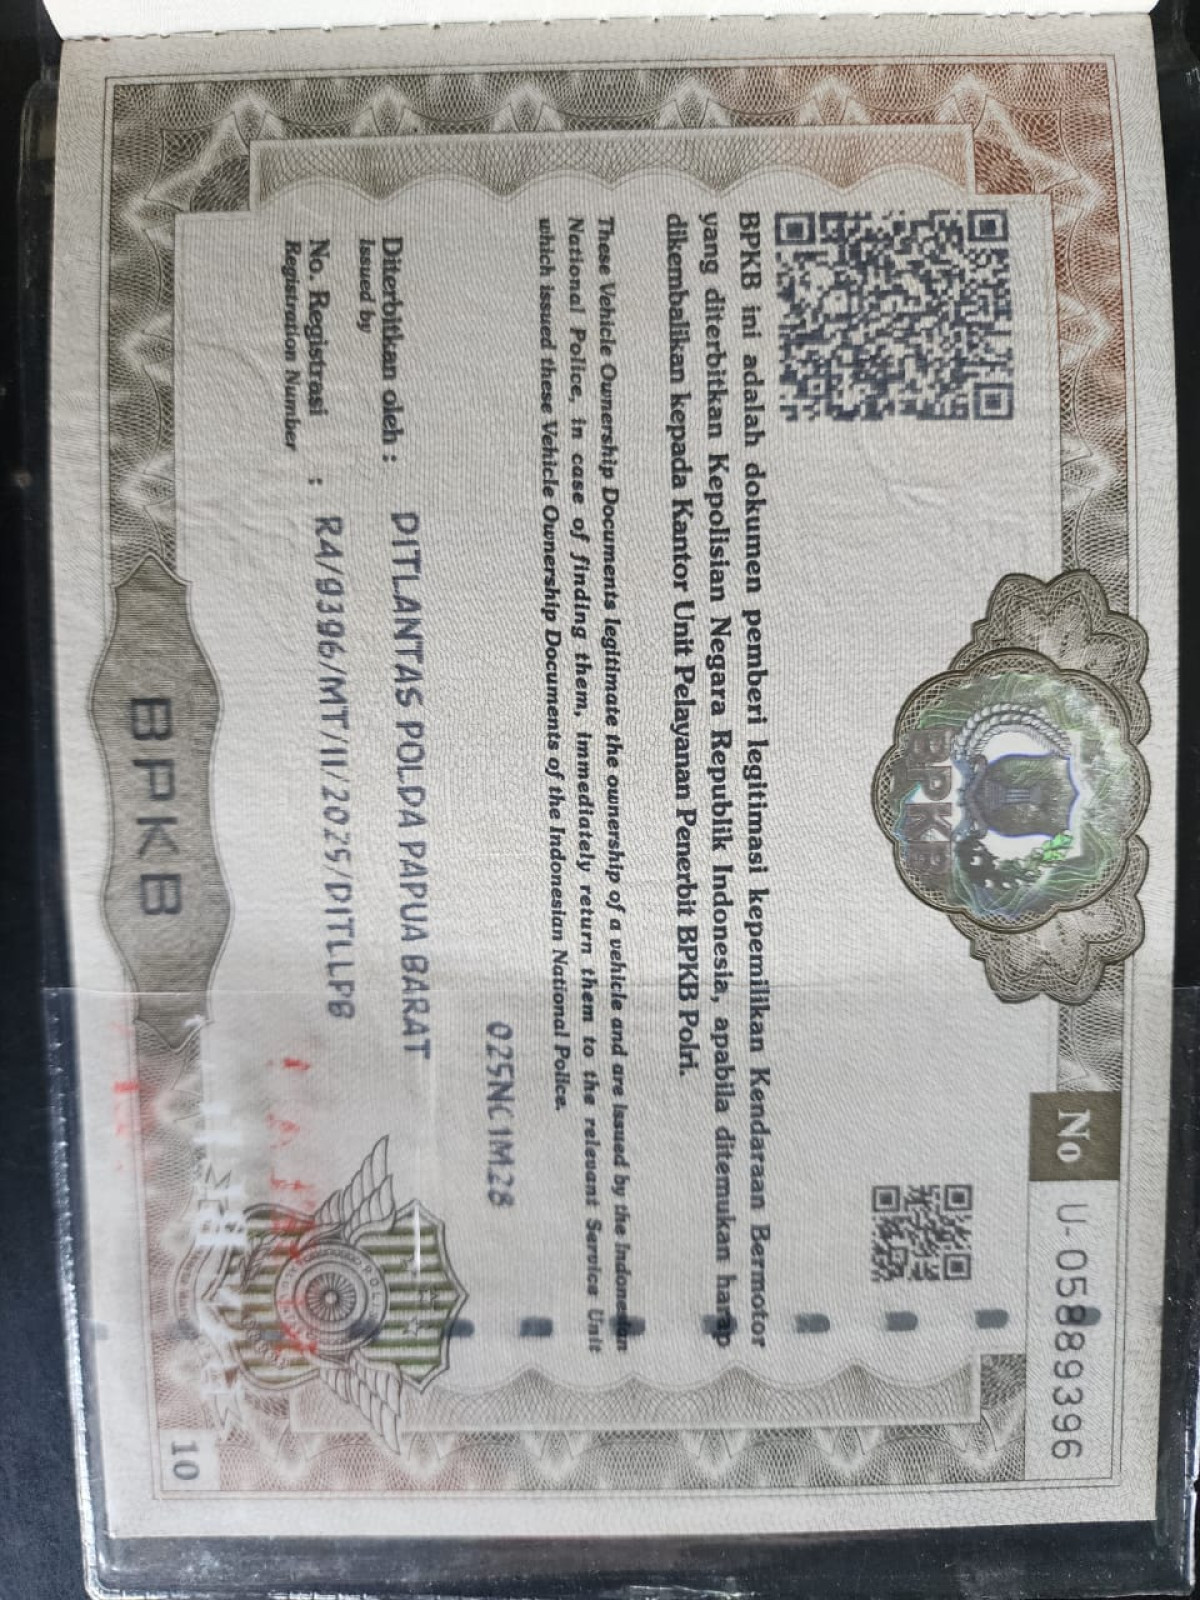 No U-05889396
BPKB
BPKB ini adalah dokumen pemberi legitimasi kepemilikan Kendaraan Bermotor
yang diterbitkan Kepolisian Negara Republik Indonesia, apabila ditemukan harap
dikembalikan kepada Kantor Unit Pelayanan Penerbit BPKB Polri.
These Vehicle Ownership Documents legitimate the ownership of a vehicle and are issued by the Indonesian
National Police, in case of finding them, immediately return them to the relevant Service Unit
which issued these Vehicle Ownership Documents of the Indonesian National Police.
025NC1M28
Diterbitkan oleh : DITLANTAS POLDA PAPUA BARAT
Issued by
No. Registrasi : R4/9396/MT/II/2025/DITLLPB
Registration Number
BPKB
10